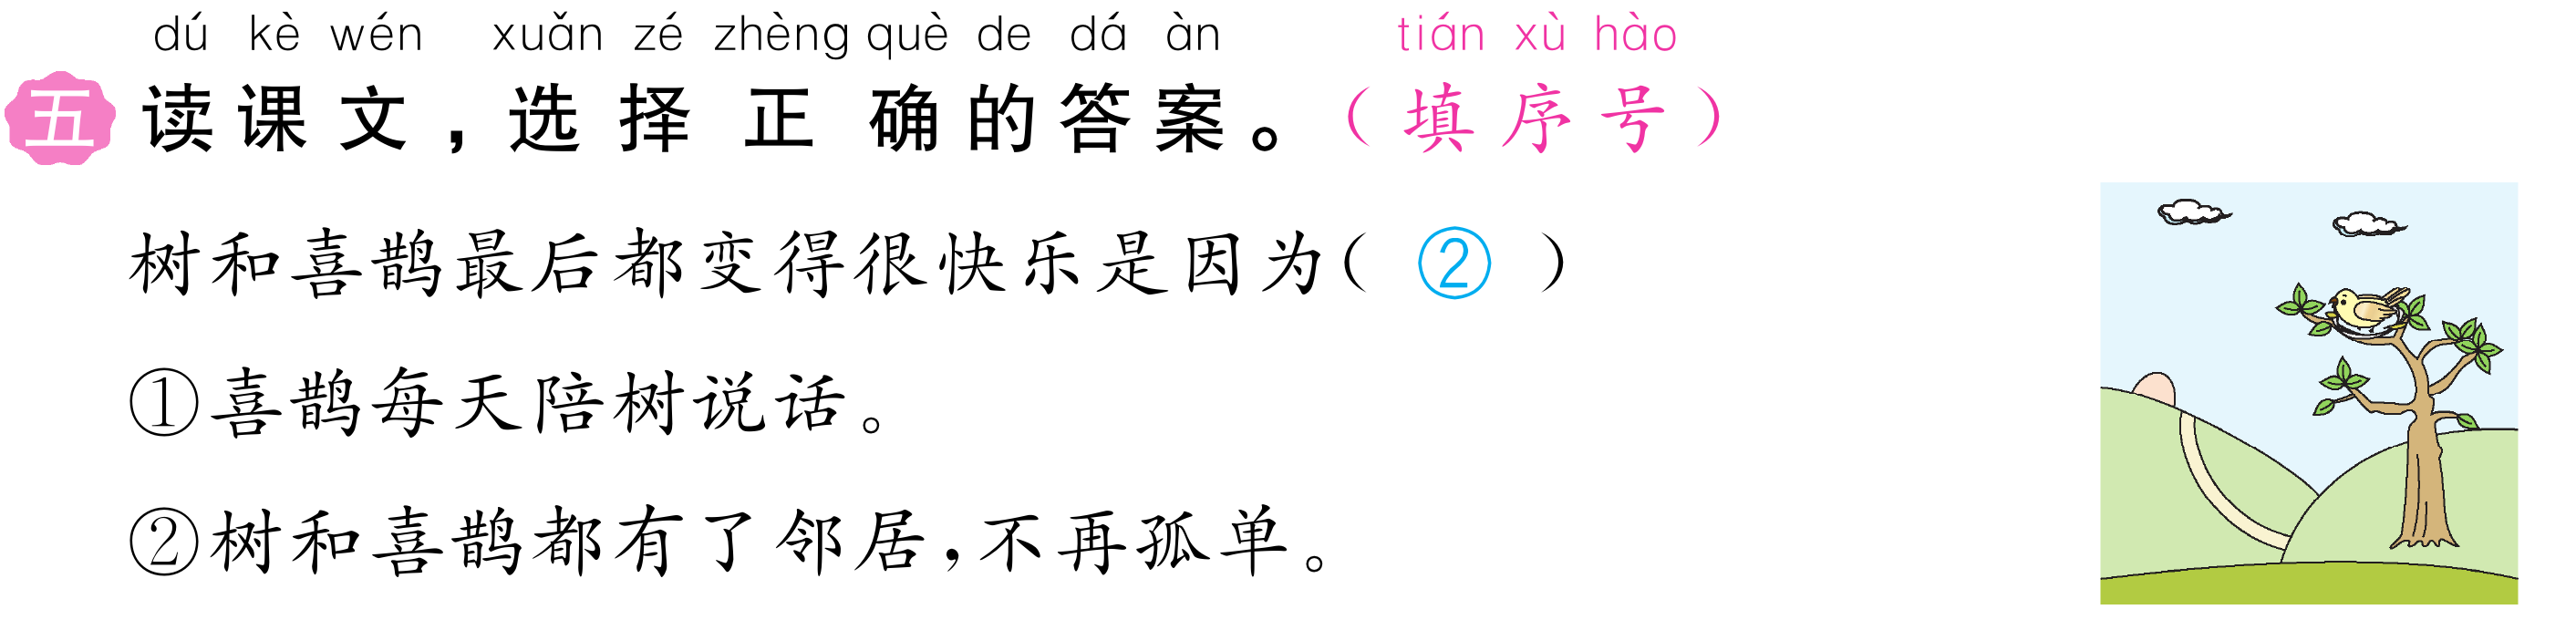 dú kè wén xuǎn zé zhèng què de dá àn tián xù hào
五 读课文，选择正确的答案。（填序号）
树和喜鹊最后都变得很快乐是因为（ ② ）
①喜鹊每天陪树说话。
②树和喜鹊都有了邻居，不再孤单。